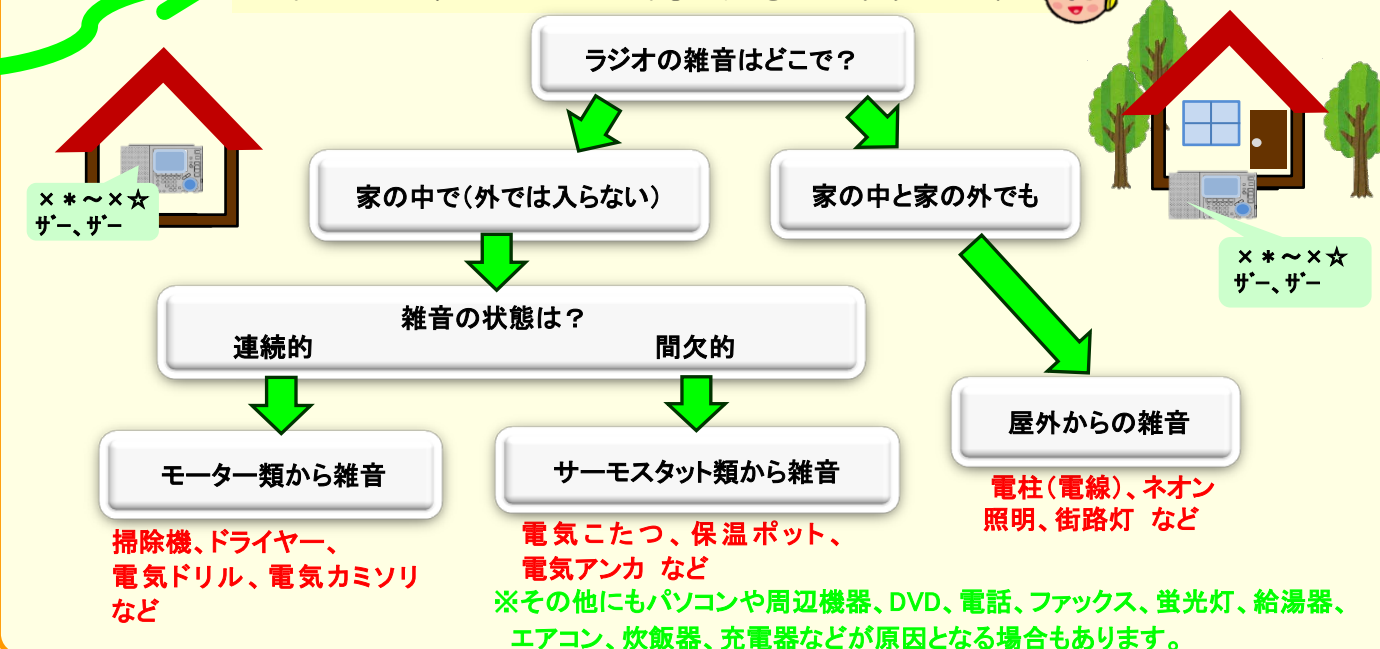 ラジオの雑音はどこで？
家の中で（外では入らない）
家の中と家の外でも
×＊～×☆
ｻﾞｰ、ｻﾞｰ
×＊～×☆
ｻﾞｰ、ｻﾞｰ
雑音の状態は？
連続的　間欠的
モーター類から雑音
サーモスタット類から雑音
屋外からの雑音
掃除機、ドライヤー、
電気ドリル、電気カミソリ
など
電気こたつ、保温ポット、
電気アンカ など
電柱（電線）、ネオン
照明、街路灯 など
※その他にもパソコンや周辺機器、DVD、電話、ファックス、蛍光灯、給湯器、
エアコン、炊飯器、充電器などが原因となる場合もあります。